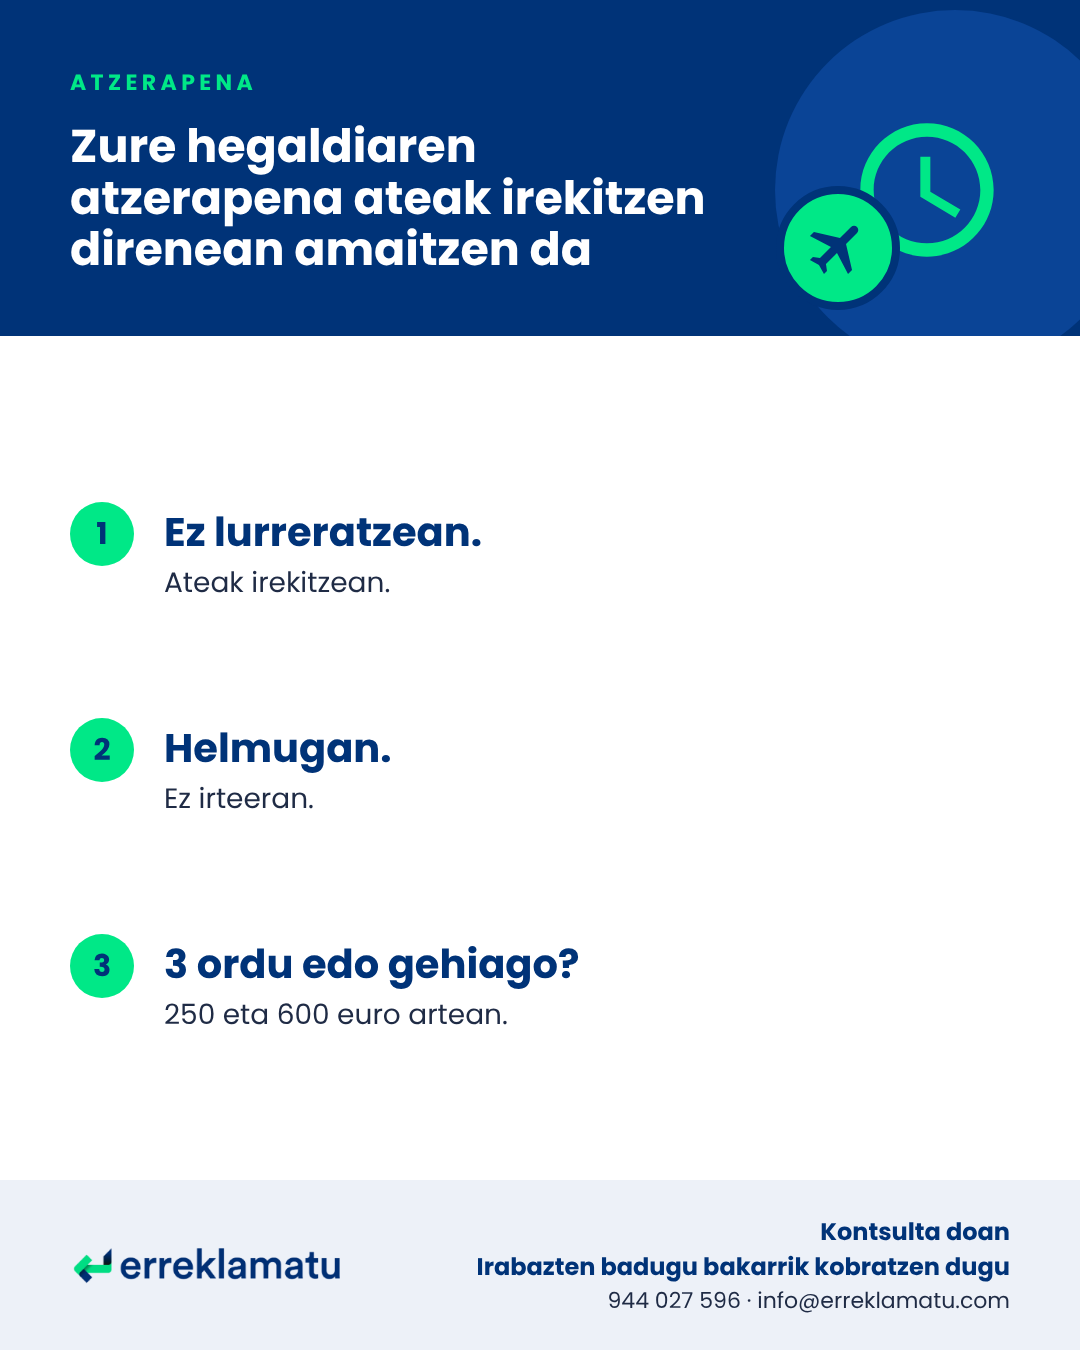 ATZERAPENA
Zure hegaldiaren
atzerapena ateak irekitzen
direnean amaitzen da
1
Ez lurreratzean.
Ateak irekitzean.
2
Helmugan.
Ez irteeran.
3
3 ordu edo gehiago?
250 eta 600 euro artean.
erreklamatu
Kontsulta doan
Irabazten badugu bakarrik kobratzen dugu
944 027 596 · info@erreklamatu.com